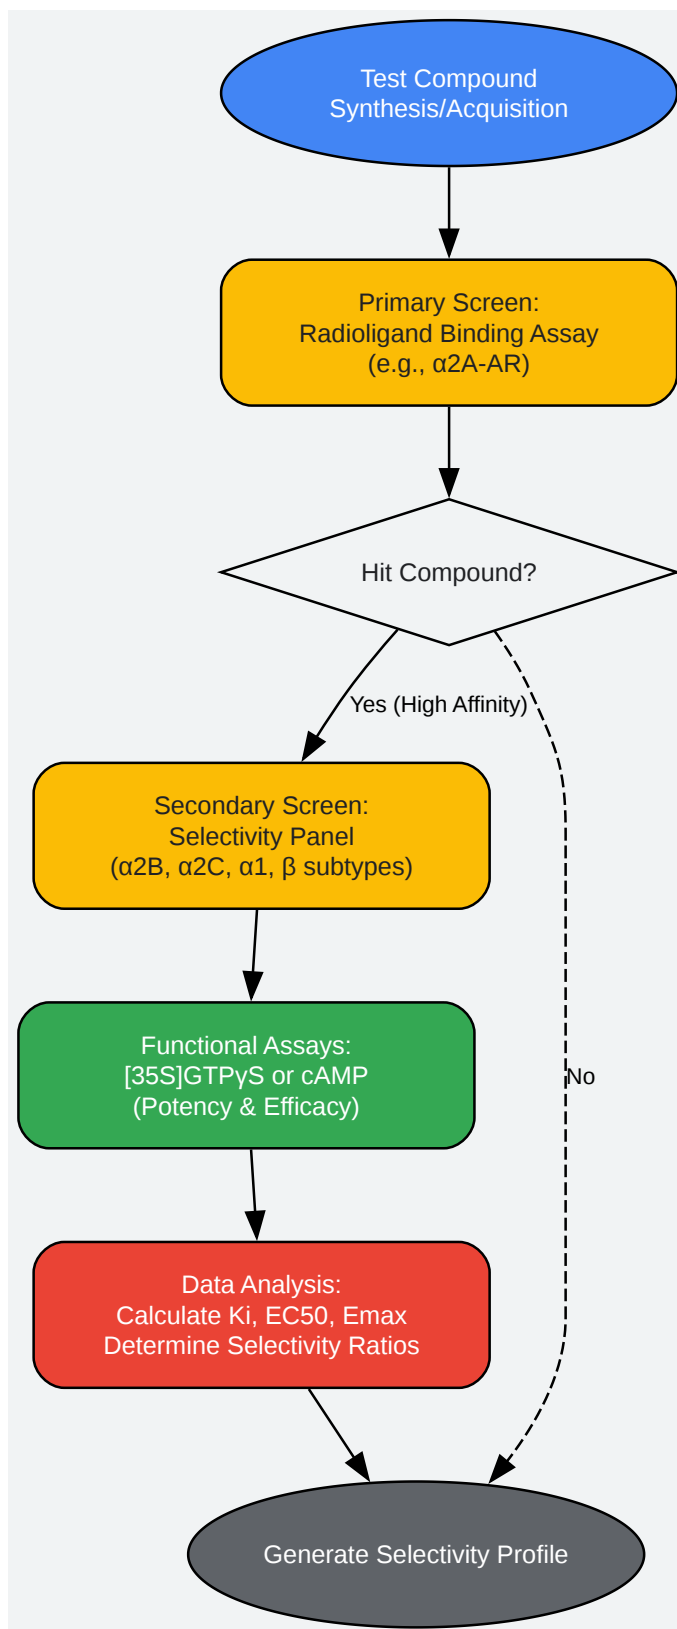 Test Compound
Synthesis/Acquisition
Primary Screen:
Radioligand Binding Assay
(e.g., α2A-AR)
Hit Compound?
Yes (High Affinity)
Secondary Screen:
Selectivity Panel
(α2B, α2C, α1, β subtypes)
Functional Assays:
[35S]GTPγS or cAMP
(Potency & Efficacy)
No
Data Analysis:
Calculate Ki, EC50, Emax
Determine Selectivity Ratios
Generate Selectivity Profile